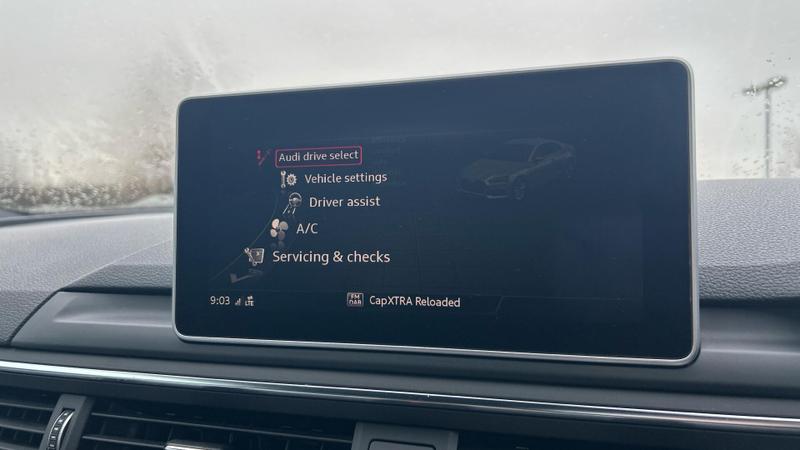 Audi drive select
Vehicle settings
Driver assist
A/C
Servicing & checks
9:03 LTE
FM
DAB
CapXTRA Reloaded